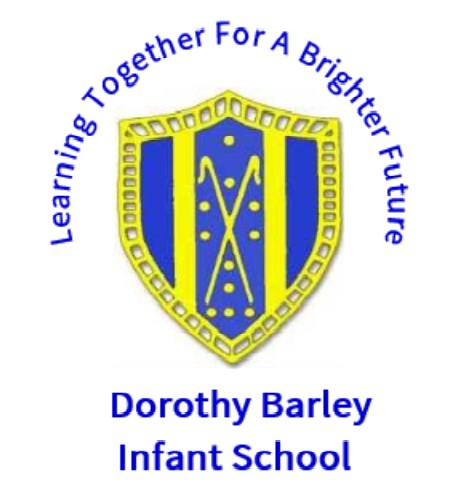 Learning Together For A Brighter Future
Dorothy Barley
Infant School